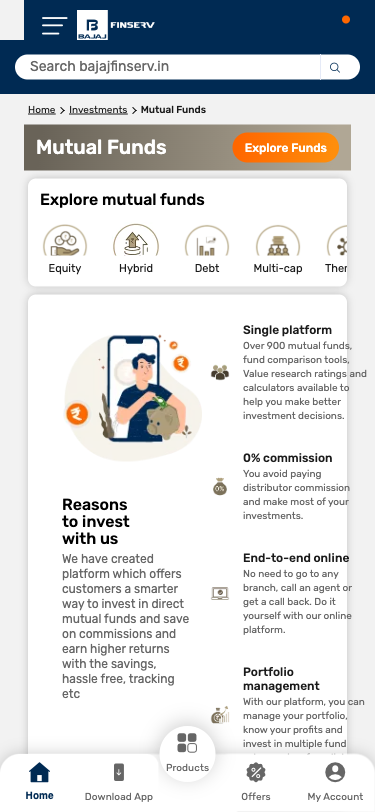 B
BAJAJ
FINSERV
Search bajajfinserv.in
Home > Investments > Mutual Funds
Mutual Funds
Explore Funds
Explore mutual funds
Equity
Hybrid
Debt
Multi-cap
Ther
Reasons
to invest
with us
We have created
platform which offers
customers a smarter
way to invest in direct
mutual funds and save
on commissions and
earn higher returns
with the savings,
hassle free, tracking
etc
Single platform
Over 900 mutual funds,
fund comparison tools,
Value research ratings and
calculators available to
help you make better
investment decisions.
0%
0% commission
You avoid paying
distributor commission
and make most of your
investments.
End-to-end online
No need to go to any
branch, call an agent or
get a call back. Do it
yourself with our online
platform.
Portfolio
management
With our platform, you can
manage your portfolio,
know your profits and
invest in multiple fund
Home
Download App
Products
Offers
My Account